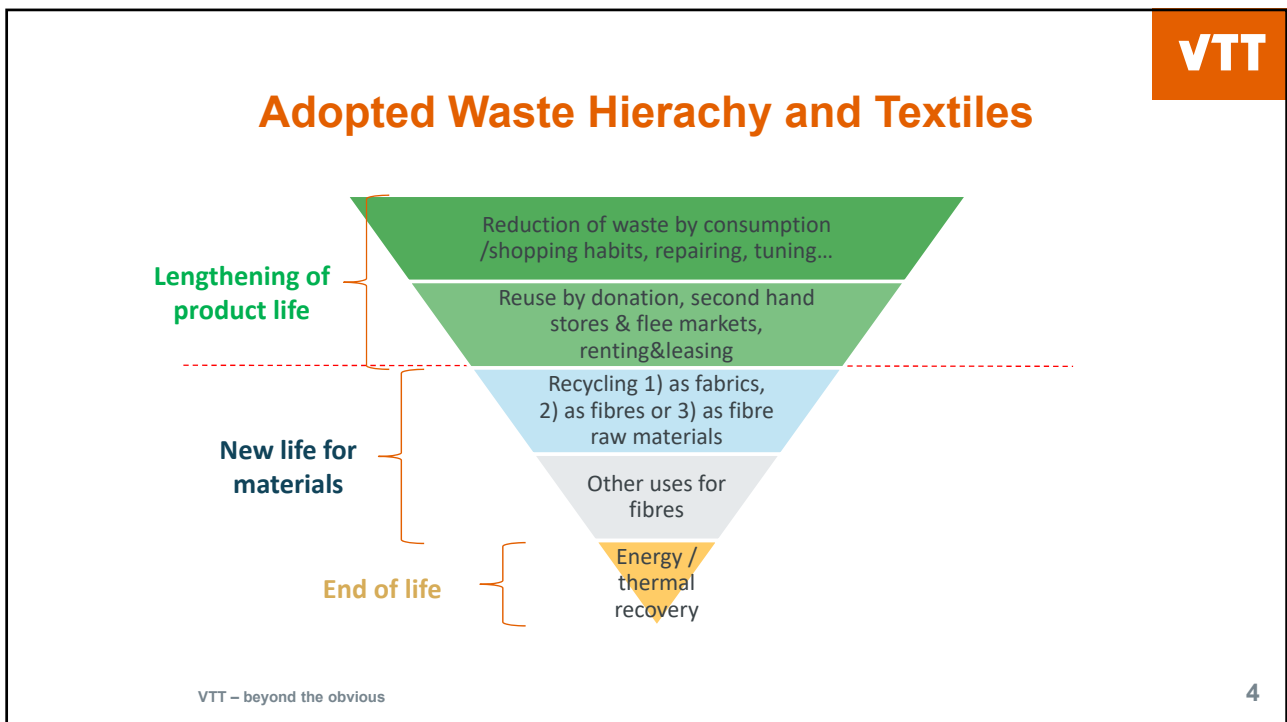 VTT
Adopted Waste Hierachy and Textiles
Reduction of waste by consumption
/shopping habits, repairing, tuning…
Lengthening of
product life
Reuse by donation, second hand
stores & flee markets,
renting&leasing
Recycling 1) as fabrics,
2) as fibres or 3) as fibre
raw materials
New life for
materials
Other uses for
fibres
Energy /
thermal
recovery
End of life
VTT – beyond the obvious
4